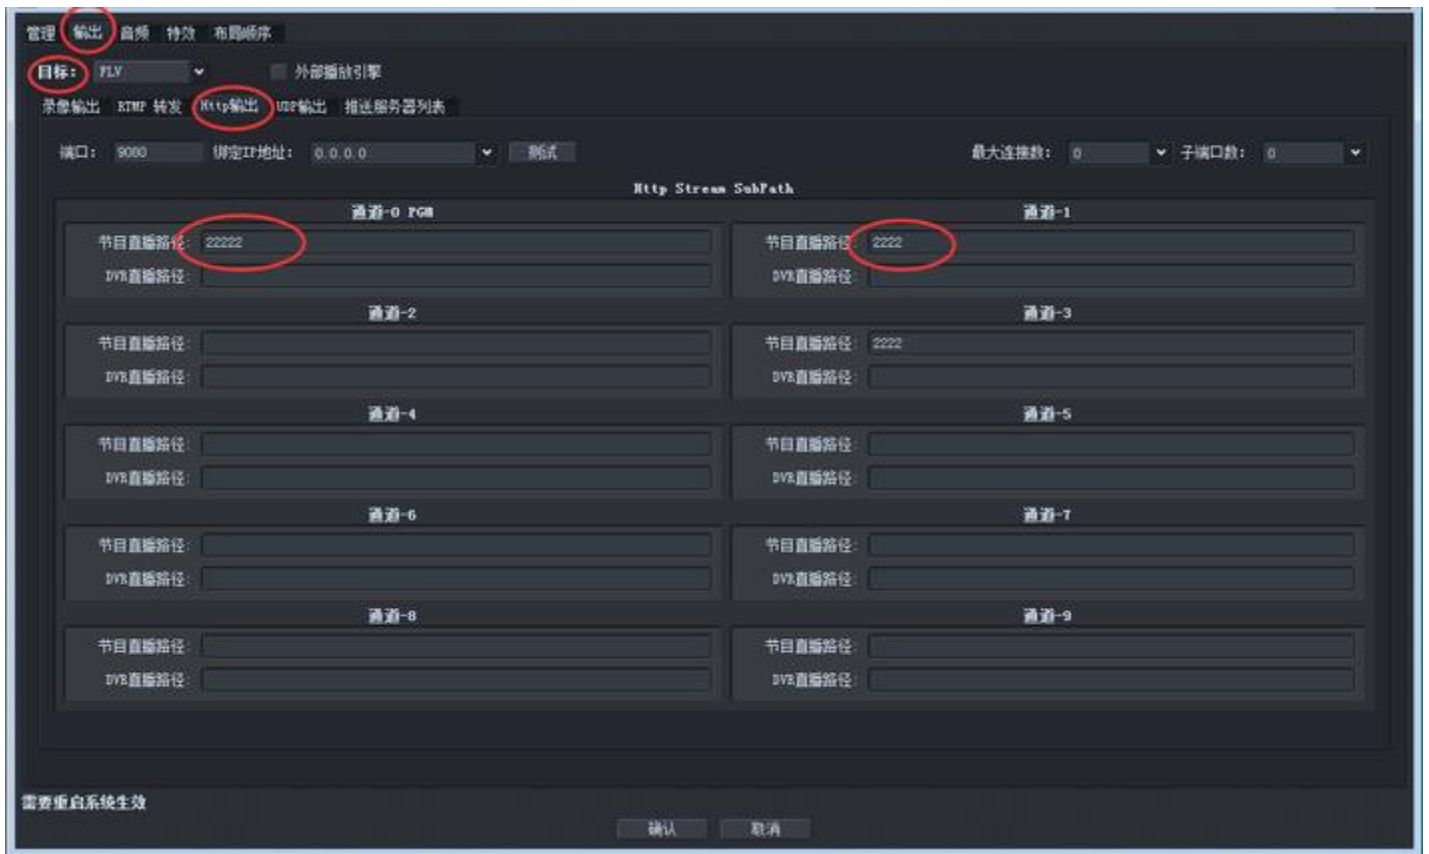 管理 输出 音频 特效 布局顺序
目标： FLV 外部播放引擎
录像输出 RTMP 转发 Http输出 UDP输出 推送服务器列表
端口： 9080 绑定IP地址： 0.0.0.0 测试 最大连接数： 0 子端口数： 0
Http Stream SubPath
通道-0 PGM 通道-1
节目直播路径: 22222 节目直播路径: 2222
DVR直播路径: DVR直播路径:
通道-2 通道-3
节目直播路径: 节目直播路径: 2222
DVR直播路径: DVR直播路径:
通道-4 通道-5
节目直播路径: 节目直播路径:
DVR直播路径: DVR直播路径:
通道-6 通道-7
节目直播路径: 节目直播路径:
DVR直播路径: DVR直播路径:
通道-8 通道-9
节目直播路径: 节目直播路径:
DVR直播路径: DVR直播路径:
需要重启系统生效
确认 取消